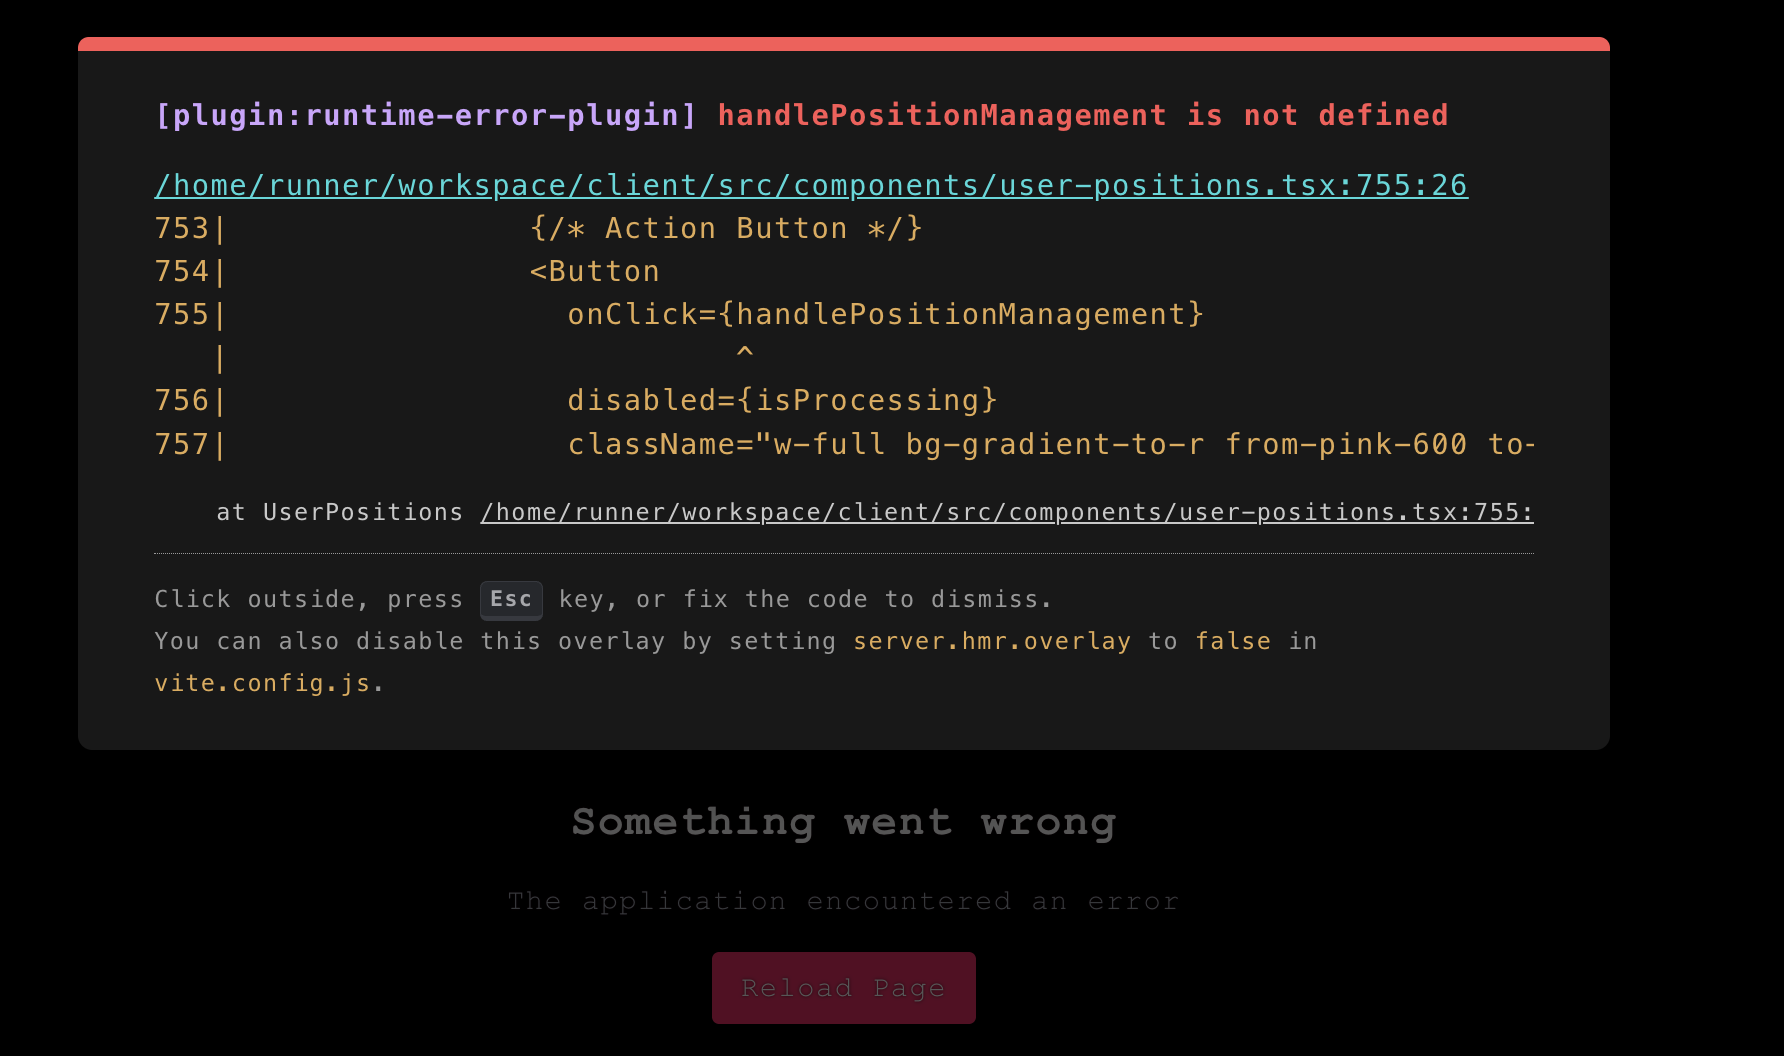 [plugin:runtime-error-plugin] handlePositionManagement is not defined
/home/runner/workspace/client/src/components/user-positions.tsx:755:26
753|                {/* Action Button */}
754|                <Button
755|                  onClick={handlePositionManagement}
   |                           ^
756|                  disabled={isProcessing}
757|                  className="w-full bg-gradient-to-r from-pink-600 to-
    at UserPositions /home/runner/workspace/client/src/components/user-positions.tsx:755:
Click outside, press Esc key, or fix the code to dismiss.
You can also disable this overlay by setting server.hmr.overlay to false in
vite.config.js.
Something went wrong
The application encountered an error
Reload Page